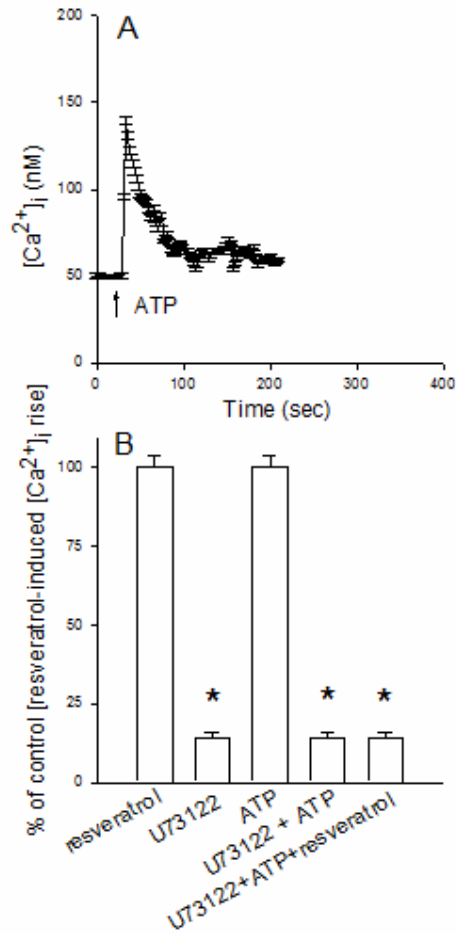 A
200
150
100
50
0
[Ca2+]i (nM)
ATP
0 100 200 300 400
Time (sec)
B
% of control [resveratrol-induced [Ca2+]i rise]
100
75
50
25
0
* * *
resveratrol
U73122
ATP
U73122 + ATP
U73122+ATP+resveratrol